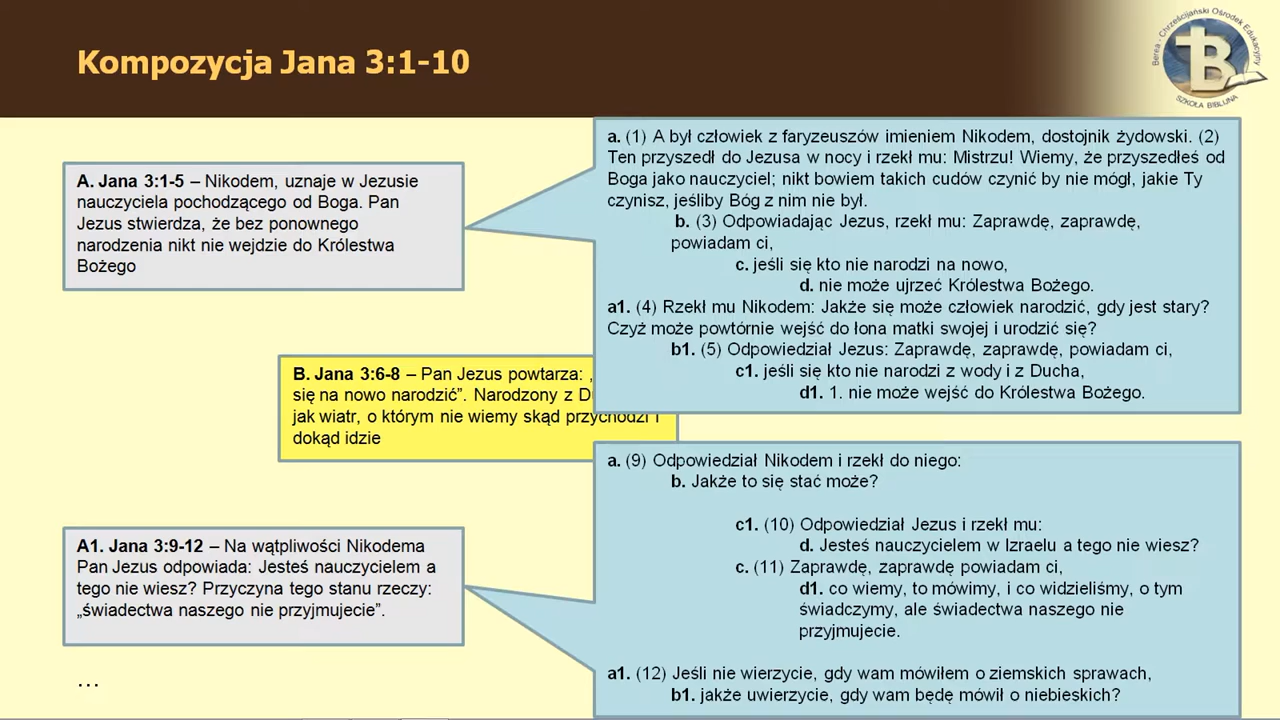 Kompozycja Jana 3:1-10
Berea - Chrześcijański Ośrodek Edukacyjny
SZKOŁA BIBLIJNA
A. Jana 3:1-5 – Nikodem, uznaje w Jezusie
nauczyciela pochodzącego od Boga. Pan
Jezus stwierdza, że bez ponownego
narodzenia nikt nie wejdzie do Królestwa
Bożego
a. (1) A był człowiek z faryzeuszów imieniem Nikodem, dostojnik żydowski. (2)
Ten przyszedł do Jezusa w nocy i rzekł mu: Mistrzu! Wiemy, że przyszedłeś od
Boga jako nauczyciel; nikt bowiem takich cudów czynić by nie mógł, jakie Ty
czynisz, jeśliby Bóg z nim nie był.
b. (3) Odpowiadając Jezus, rzekł mu: Zaprawdę, zaprawdę,
powiadam ci,
c. jeśli się kto nie narodzi na nowo,
d. nie może ujrzeć Królestwa Bożego.
a1. (4) Rzekł mu Nikodem: Jakże się może człowiek narodzić, gdy jest stary?
Czyż może powtórnie wejść do łona matki swojej i urodzić się?
b1. (5) Odpowiedział Jezus: Zaprawdę, zaprawdę, powiadam ci,
c1. jeśli się kto nie narodzi z wody i z Ducha,
d1. 1. nie może wejść do Królestwa Bożego.
B. Jana 3:6-8 – Pan Jezus powtarza: „
się na nowo narodzić”. Narodzony z D
jak wiatr, o którym nie wiemy skąd przychodzi i
dokąd idzie
A1. Jana 3:9-12 – Na wątpliwości Nikodema
Pan Jezus odpowiada: Jesteś nauczycielem a
tego nie wiesz? Przyczyna tego stanu rzeczy:
„świadectwa naszego nie przyjmujecie”.
a. (9) Odpowiedział Nikodem i rzekł do niego:
b. Jakże to się stać może?
c1. (10) Odpowiedział Jezus i rzekł mu:
d. Jesteś nauczycielem w Izraelu a tego nie wiesz?
c. (11) Zaprawdę, zaprawdę powiadam ci,
d1. co wiemy, to mówimy, i co widzieliśmy, o tym
świadczymy, ale świadectwa naszego nie
przyjmujecie.
a1. (12) Jeśli nie wierzycie, gdy wam mówiłem o ziemskich sprawach,
b1. jakże uwierzycie, gdy wam będę mówił o niebieskich?
…